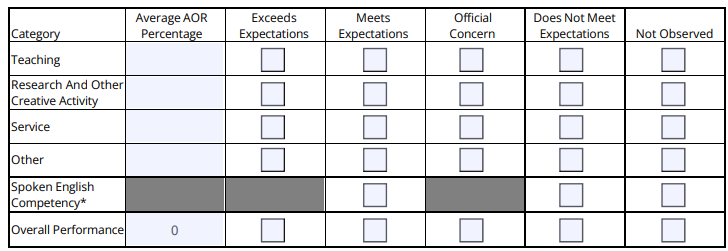 Category
Average AOR
Percentage
Exceeds
Expectations
Meets
Expectations
Official
Concern
Does Not Meet
Expectations
Not Observed
Teaching
Research And Other
Creative Activity
Service
Other
Spoken English
Competency*
Overall Performance
0